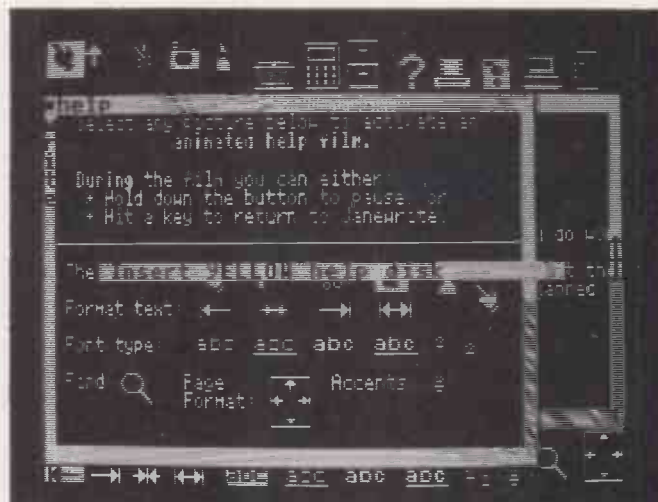 ?
help
Select any picture below to activate an
animated help film.
During the film you can either:
+ Hold down the button to pause, or
+ Hit a key to return to Janewrite.
I do
The Insert YELLOW help disk
Format text:
Font type: abc abc abc abc
Find Page Accents
Format:
abc abc abc